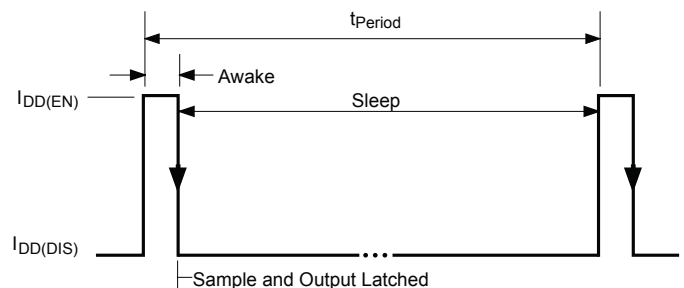 tPeriod
Awake
IDD(EN)
Sleep
IDD(DIS)
Sample and Output Latched